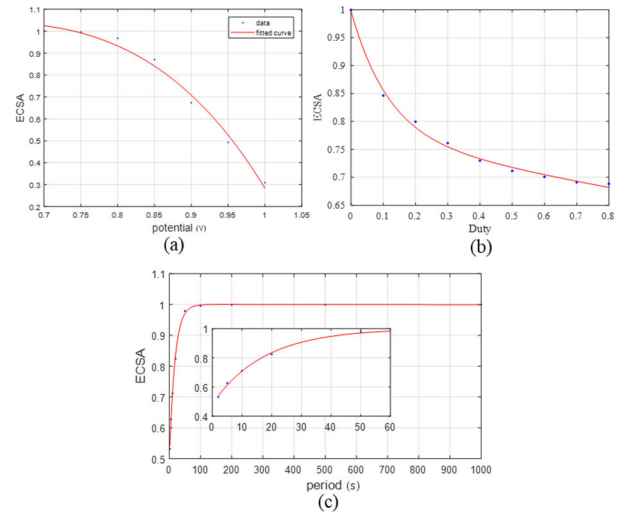 1.1
1
0.9
0.8
0.7
0.6
0.5
0.4
0.3
0.2
ECSA
data
fitted curve
0.7 0.75 0.8 0.85 0.9 0.95 1 1.05
potential (V)
(a)
1
0.95
0.9
0.85
0.8
0.75
0.7
0.65
ECSA
0 0.1 0.2 0.3 0.4 0.5 0.6 0.7 0.8
Duty
(b)
1.1
1
0.9
0.8
0.7
0.6
0.5
ECSA
1
0.8
0.6
0.4
0 10 20 30 40 50 60
0 100 200 300 400 500 600 700 800 900 1000
period (s)
(c)